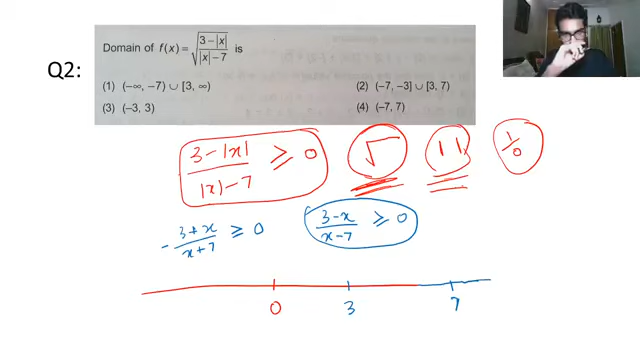 Q2:
Domain of f(x) = √((3 − |x|)/(|x| − 7)) is
(1) (−∞, −7) ∪ [3, ∞)
(2) (−7, −3] ∪ [3, 7)
(3) (−3, 3)
(4) (−7, 7)
(3 − |x|)/(|x| − 7) ≥ 0 √ | | 1/0
− (3 + x)/(x + 7) ≥ 0 (3 − x)/(x − 7) ≥ 0
0 3 7